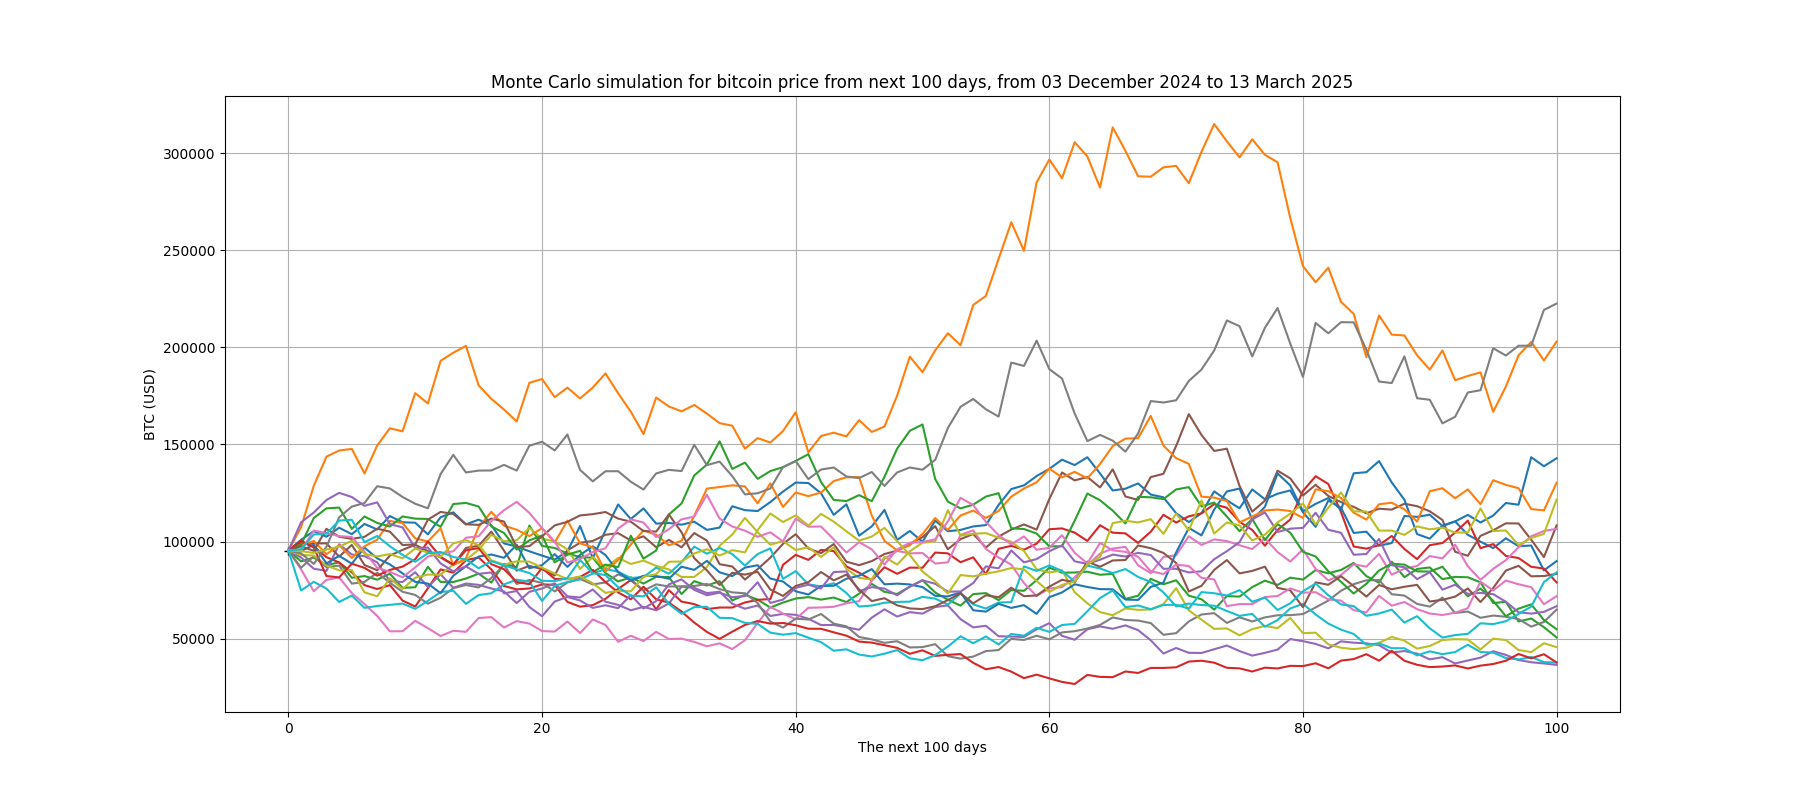 Monte Carlo simulation for bitcoin price from next 100 days, from 03 December 2024 to 13 March 2025
300000
250000
200000
150000
100000
50000
BTC (USD)
0 20 40 60 80 100
The next 100 days